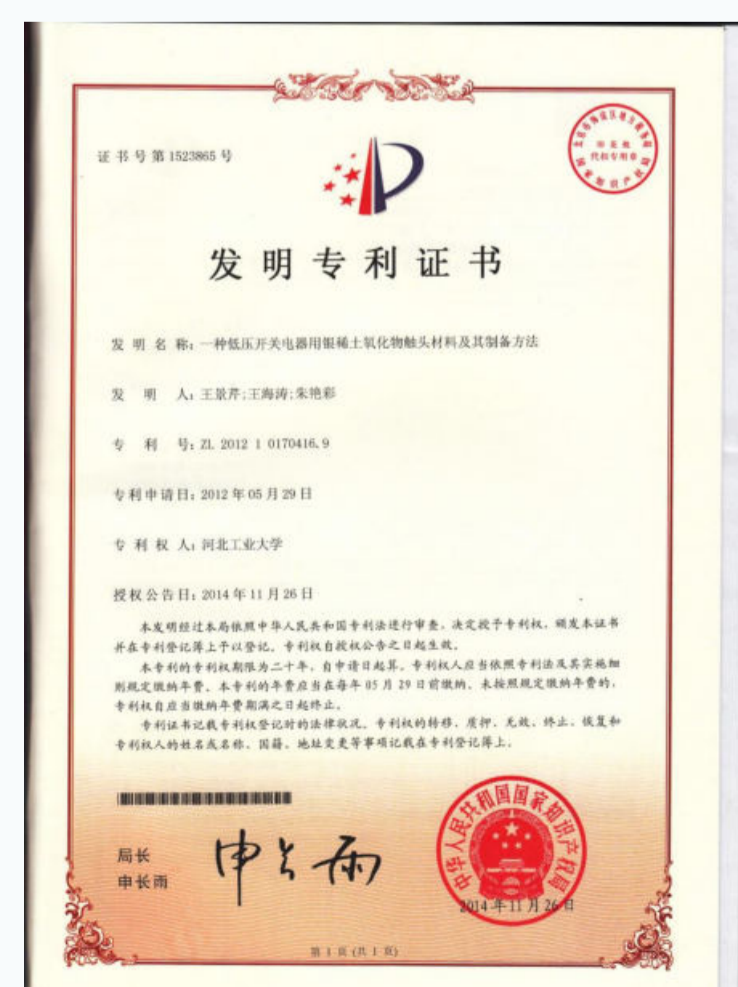 证书号第1523865号
印花税
代扣专用章
国家知识产权局
发明专利证书
发明名称：一种低压开关电器用银稀土氧化物触头材料及其制备方法
发明人：王景芹;王海涛;朱艳彩
专利号：ZL 2012 1 0170416.9
专利申请日：2012年05月29日
专利权人：河北工业大学
授权公告日：2014年11月26日
本发明经过本局依照中华人民共和国专利法进行审查，决定授予专利权，颁发本证书
并在专利登记簿上予以登记。专利权自授权公告之日起生效。
本专利的专利权期限为二十年，自申请日起算。专利权人应当依照专利法及其实施细
则规定缴纳年费。本专利的年费应当在每年05月29日前缴纳。未按照规定缴纳年费的，
专利权自应当缴纳年费期满之日起终止。
专利证书记载专利权登记时的法律状况。专利权的转移、质押、无效、终止、恢复和
专利权人的姓名或名称、国籍、地址变更等事项记载在专利登记簿上。
局长
申长雨
申长雨
中华人民共和国国家知识产权局
2014年11月26日
第1页(共1页)